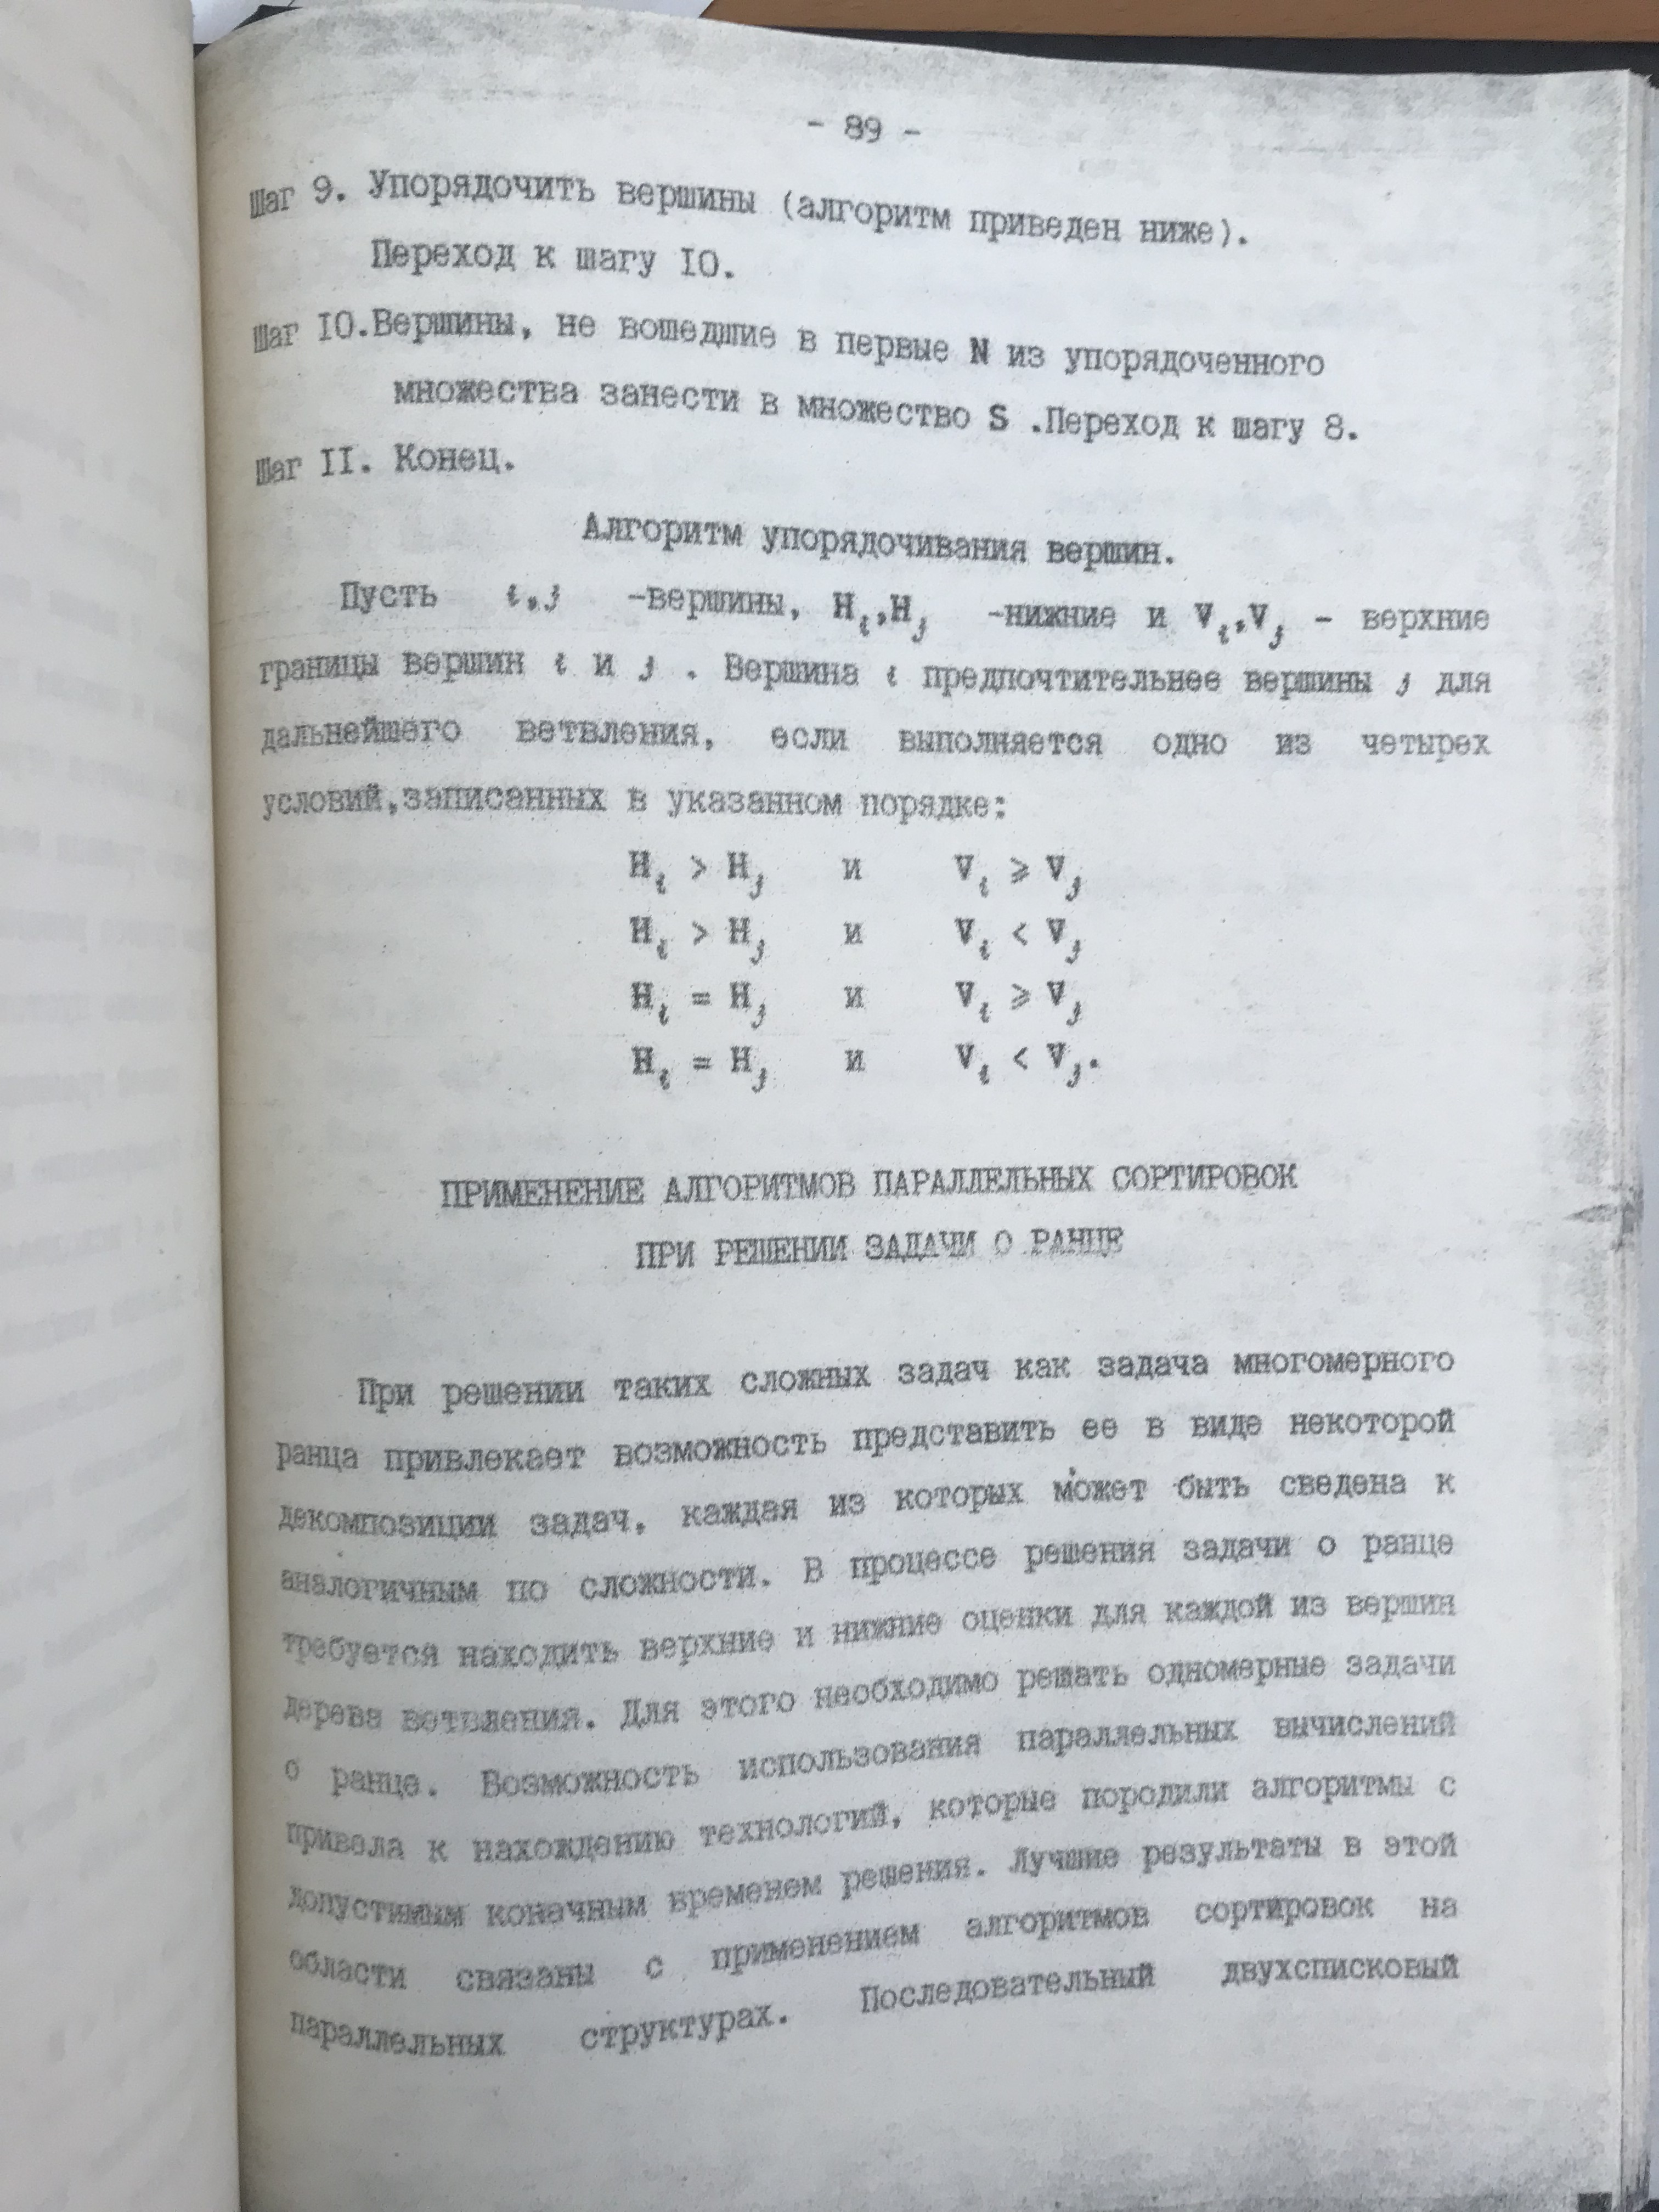 - 89 -
Шаг 9. Упорядочить вершины (алгоритм приведен ниже).
Переход к шагу IO.
Шаг IO.Вершины, не вошедшие в первые N из упорядоченного
множества занести в множество S .Переход к шагу 8.
Шаг II. Конец.
Алгоритм упорядочивания вершин.
Пусть i,j -вершины, H_i,H_j -нижние и V_i,V_j - верхние
границы вершин i и j . Вершина i предпочтительнее вершины j для
дальнейшего ветвления, если выполняется одно из четырех
условий,записанных в указанном порядке:
H_i > H_j и V_i ⩾ V_j
H_i > H_j и V_i < V_j
H_i = H_j и V_i ⩾ V_j
H_i = H_j и V_i < V_j.
ПРИМЕНЕНИЕ АЛГОРИТМОВ ПАРАЛЛЕЛЬНЫХ СОРТИРОВОК
ПРИ РЕШЕНИИ ЗАДАЧИ О РАНЦЕ
При решении таких сложных задач как задача многомерного
ранца привлекает возможность представить ее в виде некоторой
декомпозиции задач, каждая из которых может быть сведена к
аналогичным по сложности. В процессе решения задачи о ранце
требуется находить верхние и нижние оценки для каждой из вершин
дерева ветвления. Для этого необходимо решать одномерные задачи
о ранце. Возможность использования параллельных вычислений
привела к нахождению технологий, которые породили алгоритмы с
допустимым коначным временем решения. Лучшие результаты в этой
области связаны с применением алгоритмов сортировок на
параллельных структурах. Последовательный двухсписковый